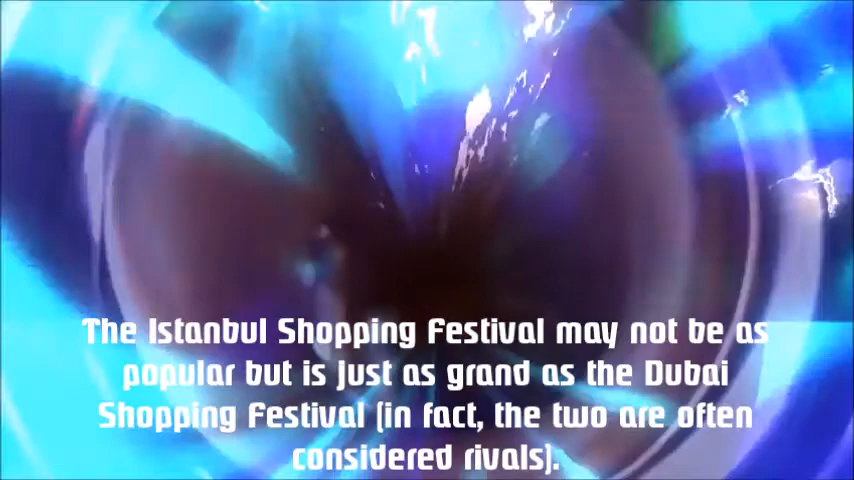 The Istanbul Shopping Festival may not be as
popular but is just as grand as the Dubai
Shopping Festival (in fact, the two are often
considered rivals).